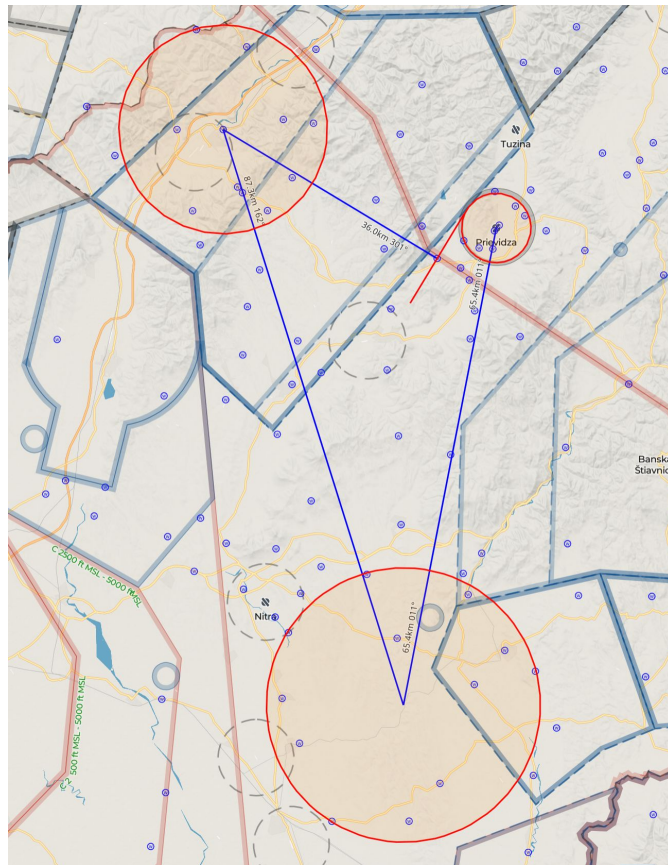 Tuzina
87.3km 162°
36.0km 301°
Prievidza
65.4km 011°
Banská
Štiavnic
C 2500 ft MSL - 5000 ft MSL
Nitra
65.4km 011°
C 2500 ft MSL - 5000 ft MSL